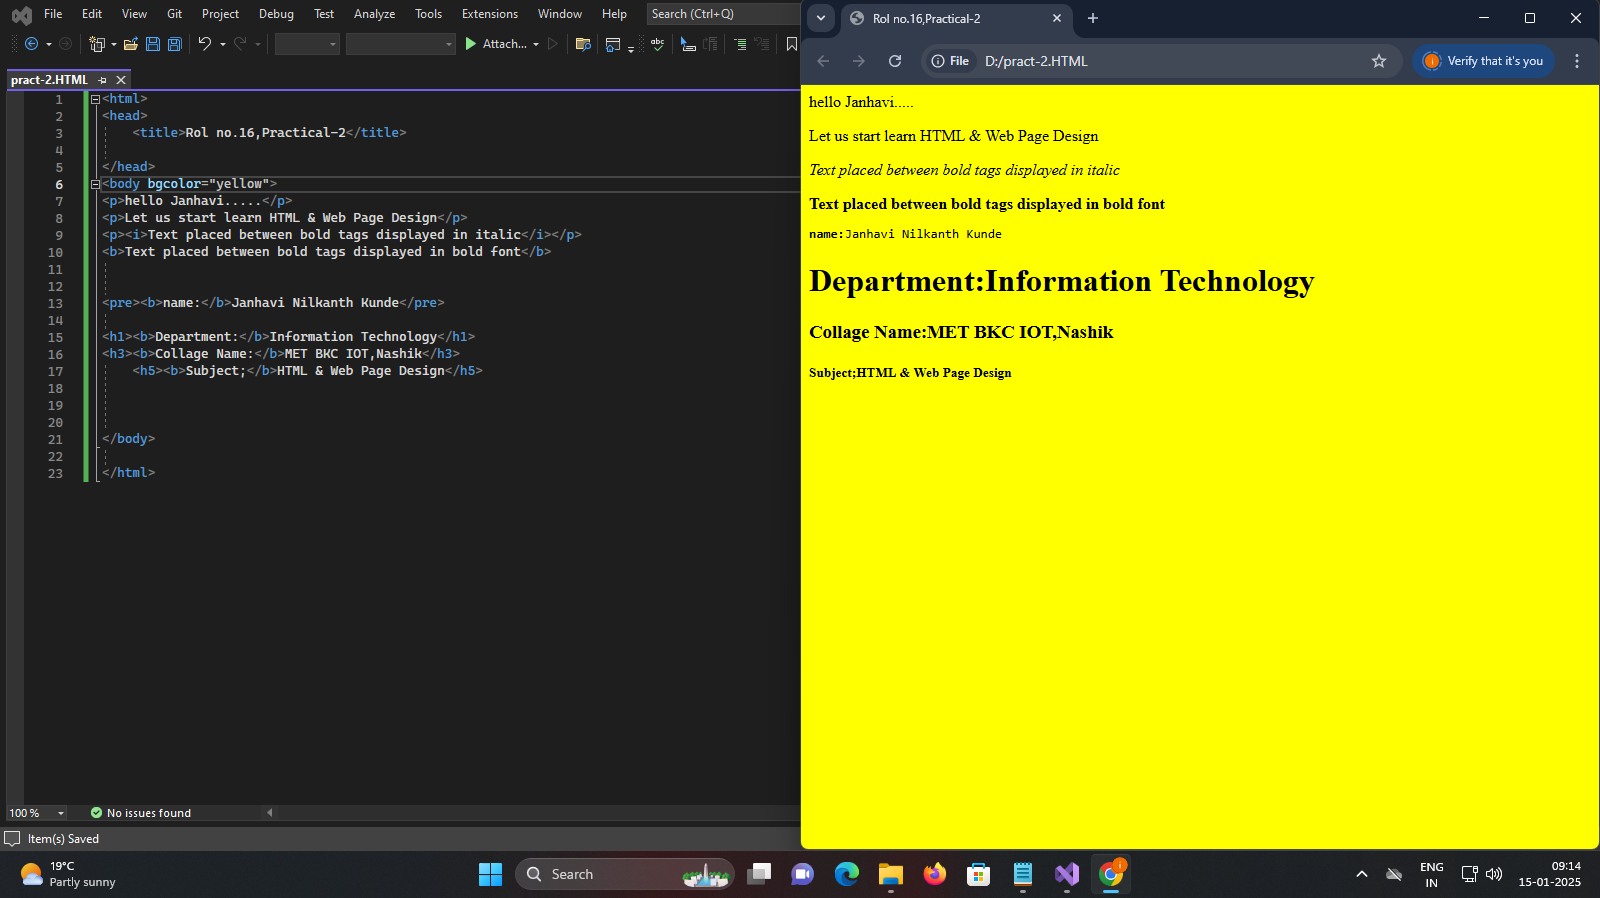 File Edit View Git Project Debug Test Analyze Tools Extensions Window Help Search (Ctrl+Q)
Attach...
pract-2.HTML
1 <html>
2 <head>
3 <title>Rol no.16,Practical-2</title>
4
5 </head>
6 <body bgcolor="yellow">
7 <p>hello Janhavi.....</p>
8 <p>Let us start learn HTML & Web Page Design</p>
9 <p><i>Text placed between bold tags displayed in italic</i></p>
10 <b>Text placed between bold tags displayed in bold font</b>
11
12
13 <pre><b>name:</b>Janhavi Nilkanth Kunde</pre>
14
15 <h1><b>Department:</b>Information Technology</h1>
16 <h3><b>Collage Name:</b>MET BKC IOT,Nashik</h3>
17 <h5><b>Subject;</b>HTML & Web Page Design</h5>
18
19
20
21 </body>
22
23 </html>
100 % No issues found
Item(s) Saved
Rol no.16,Practical-2
File D:/pract-2.HTML Verify that it's you
hello Janhavi.....
Let us start learn HTML & Web Page Design
Text placed between bold tags displayed in italic
Text placed between bold tags displayed in bold font
name:Janhavi Nilkanth Kunde
Department:Information Technology
Collage Name:MET BKC IOT,Nashik
Subject;HTML & Web Page Design
19°C
Partly sunny
Search
ENG
IN
09:14
15-01-2025